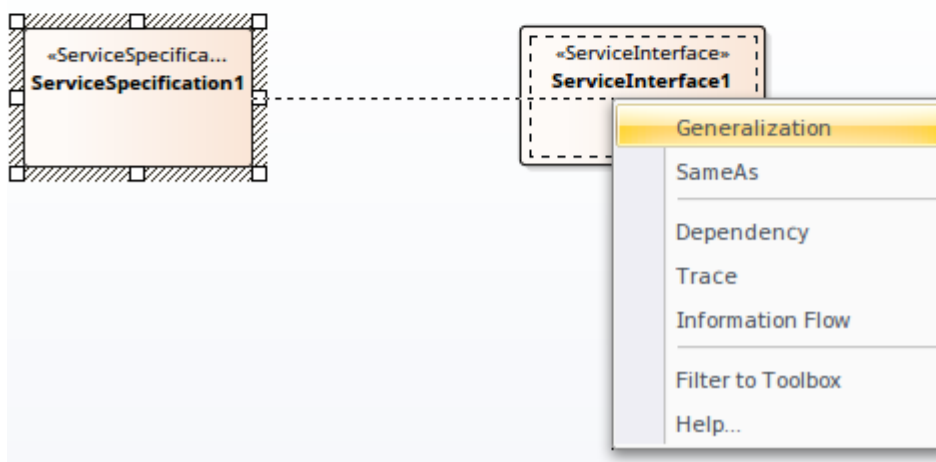 «ServiceSpecifica...
ServiceSpecification1
«ServiceInterface»
ServiceInterface1
Generalization
SameAs
Dependency
Trace
Information Flow
Filter to Toolbox
Help...